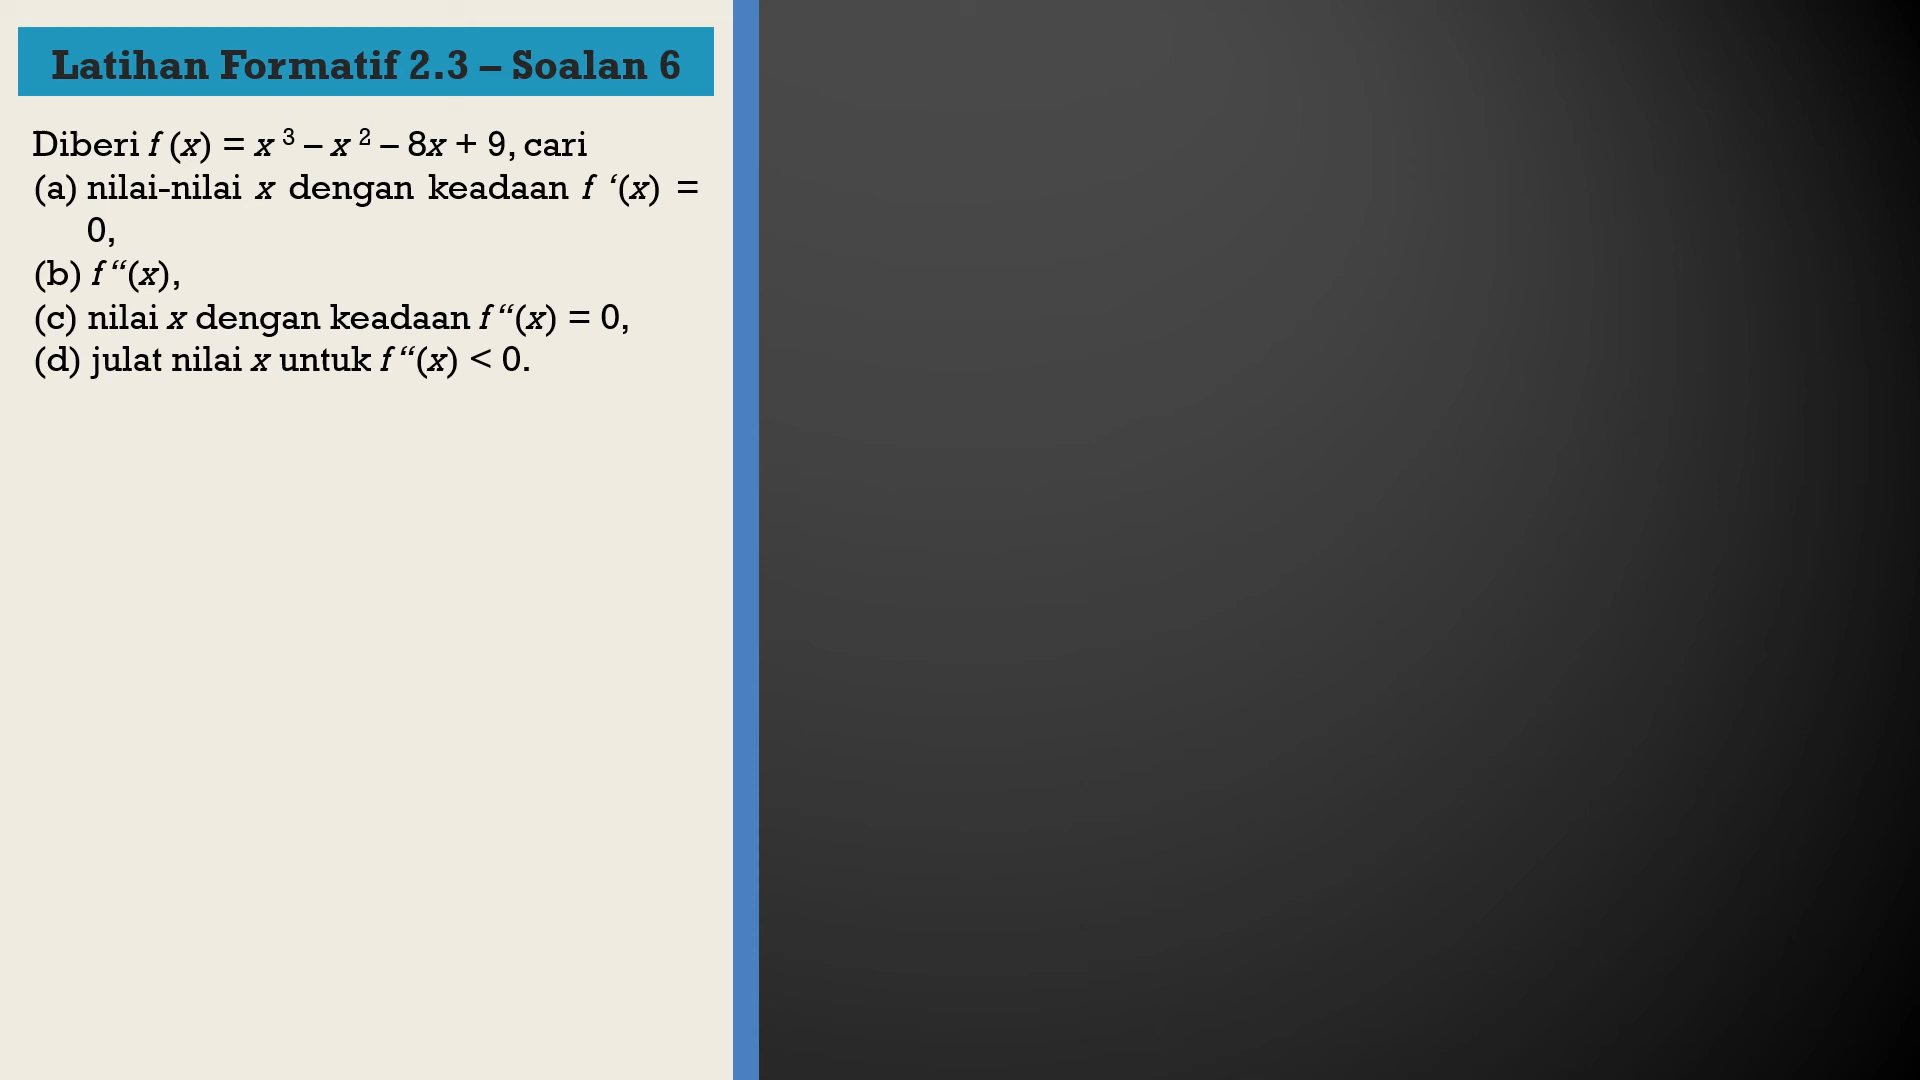 Latihan Formatif 2.3 – Soalan 6
Diberi f (x) = x ³ – x ² – 8x + 9, cari
(a) nilai-nilai x dengan keadaan f ‘(x) =
0,
(b) f “(x),
(c) nilai x dengan keadaan f “(x) = 0,
(d) julat nilai x untuk f “(x) < 0.